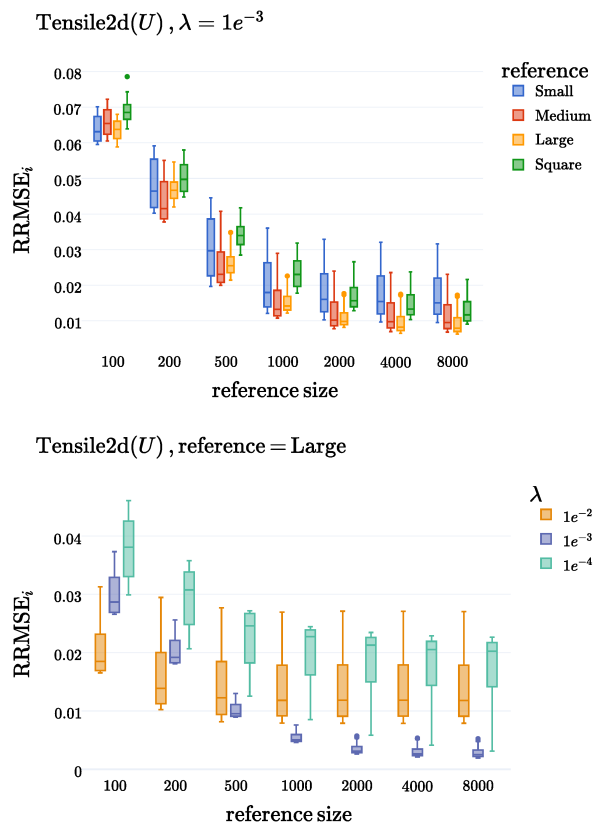 Tensile2d(U) , λ = 1e⁻³
0.08
0.07
0.06
0.05
0.04
0.03
0.02
0.01
RRMSEᵢ
100 200 500 1000 2000 4000 8000
reference size
reference
Small
Medium
Large
Square
Tensile2d(U) , reference = Large
0.04
0.03
0.02
0.01
0
RRMSEᵢ
100 200 500 1000 2000 4000 8000
reference size
λ
1e⁻²
1e⁻³
1e⁻⁴